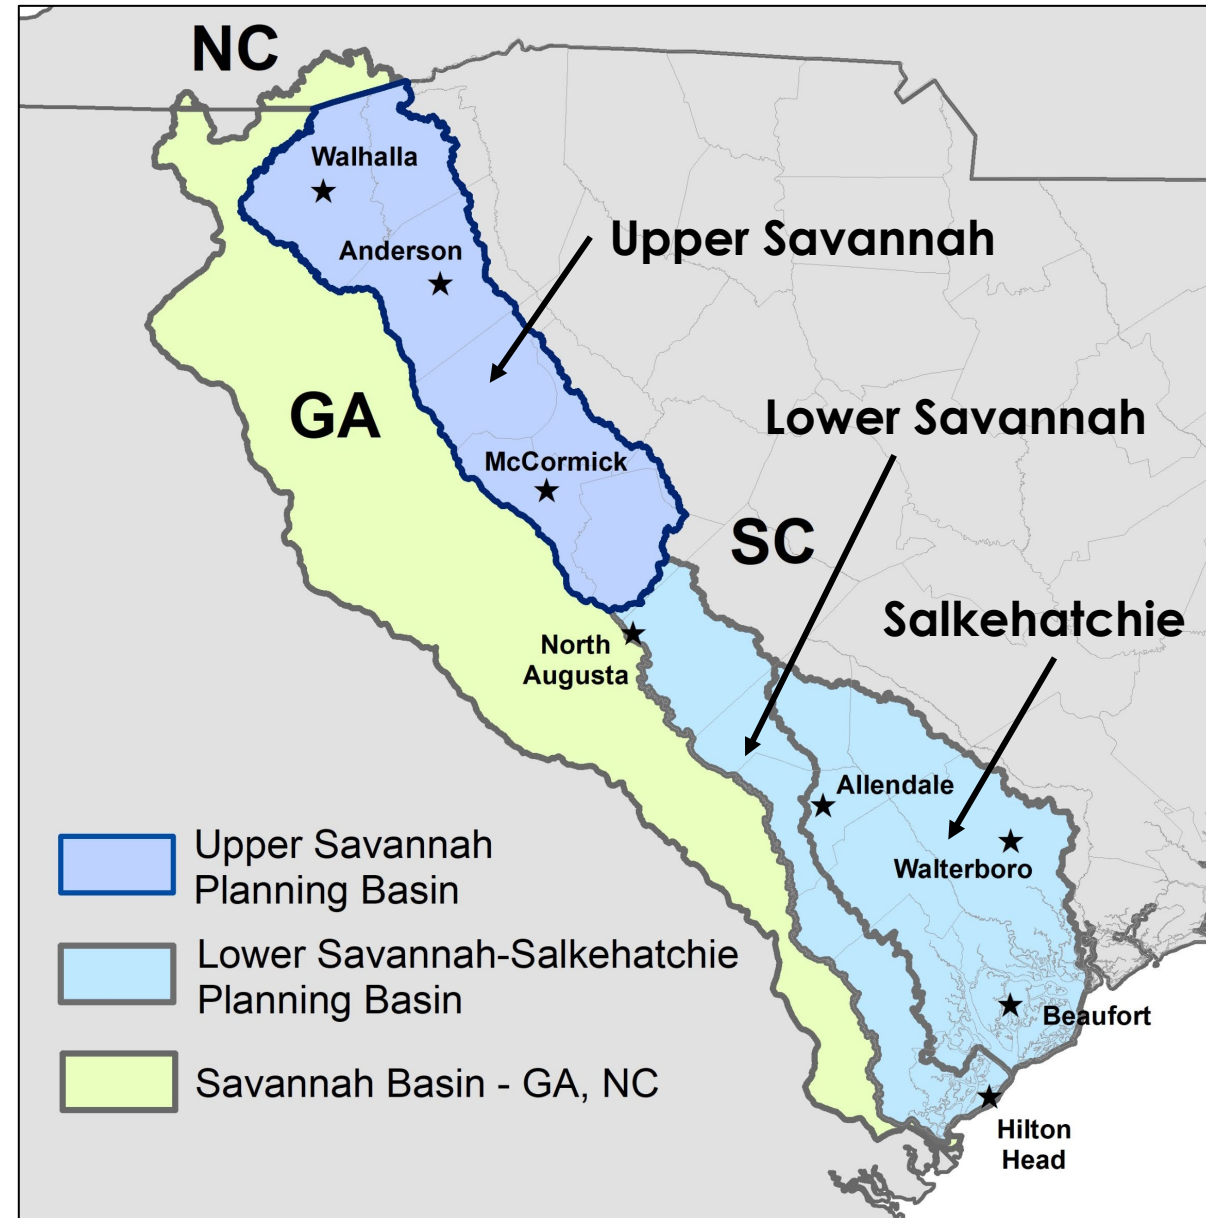 NC
Walhalla
Upper Savannah
Anderson
GA
Lower Savannah
McCormick
SC
Salkehatchie
North
Augusta
Allendale
Walterboro
Upper Savannah
Planning Basin
Lower Savannah-Salkehatchie
Planning Basin
Beaufort
Savannah Basin - GA, NC
Hilton
Head